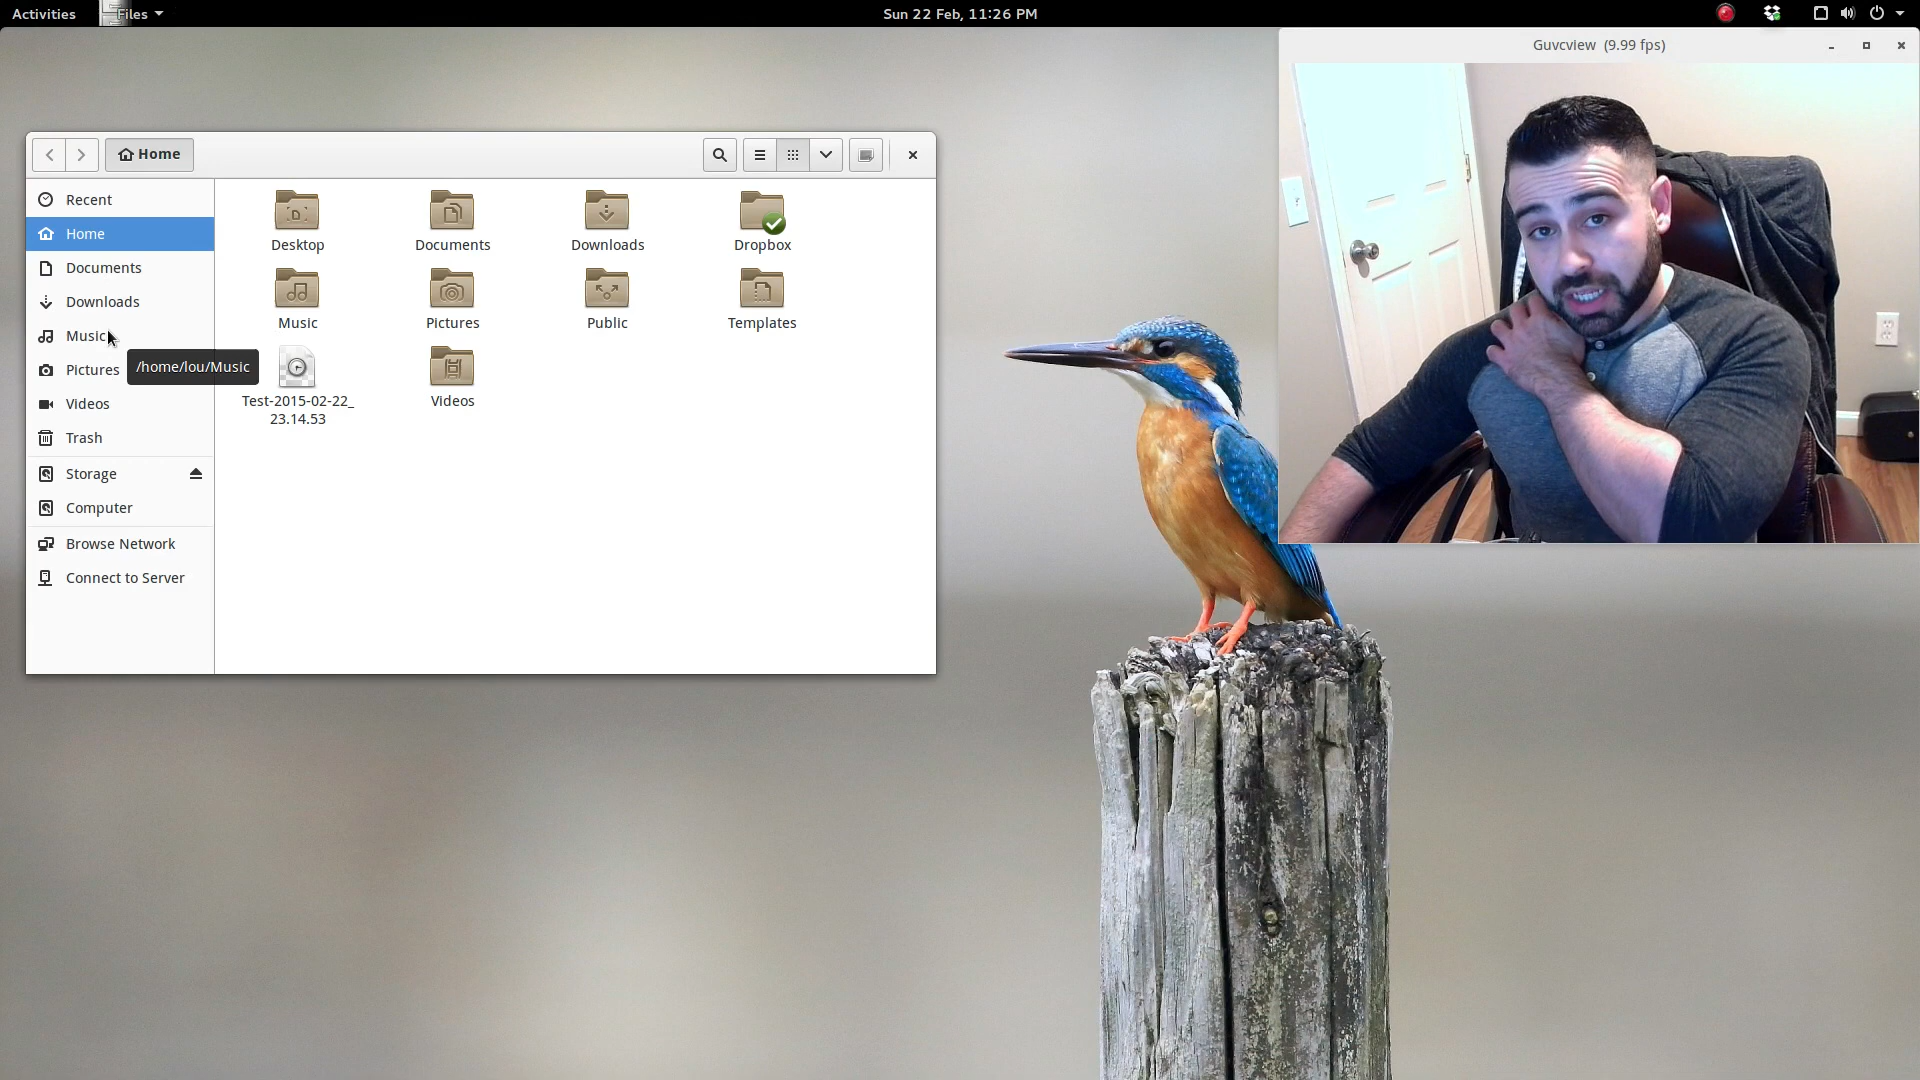 Activities
Files
Sun 22 Feb, 11:26 PM
Guvcview (9.99 fps)
Home
Recent
Home
Documents
Downloads
Music
Pictures
Videos
Trash
Storage
Computer
Browse Network
Connect to Server
/home/lou/Music
Desktop
Documents
Downloads
Dropbox
Music
Pictures
Public
Templates
Test-2015-02-22_
23.14.53
Videos